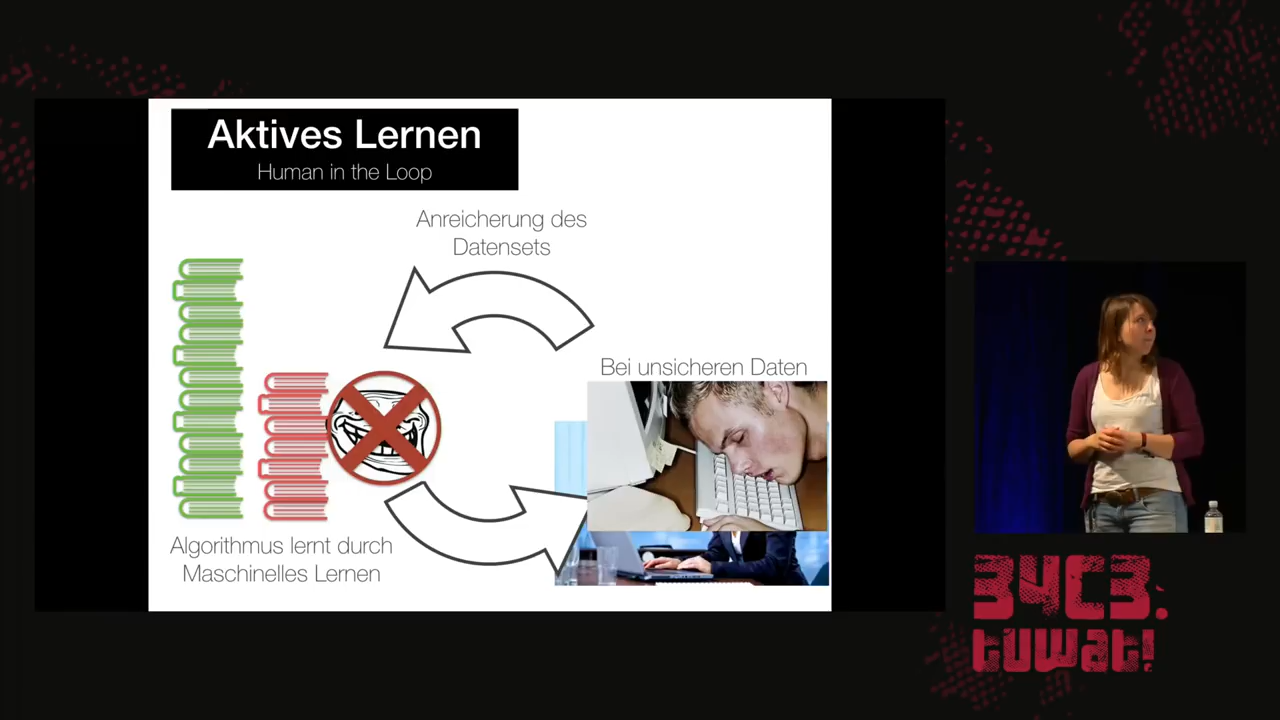 Aktives Lernen
Human in the Loop
Anreicherung des
Datensets
Bei unsicheren Daten
Algorithmus lernt durch
Maschinelles Lernen
34C3.
tuwat!